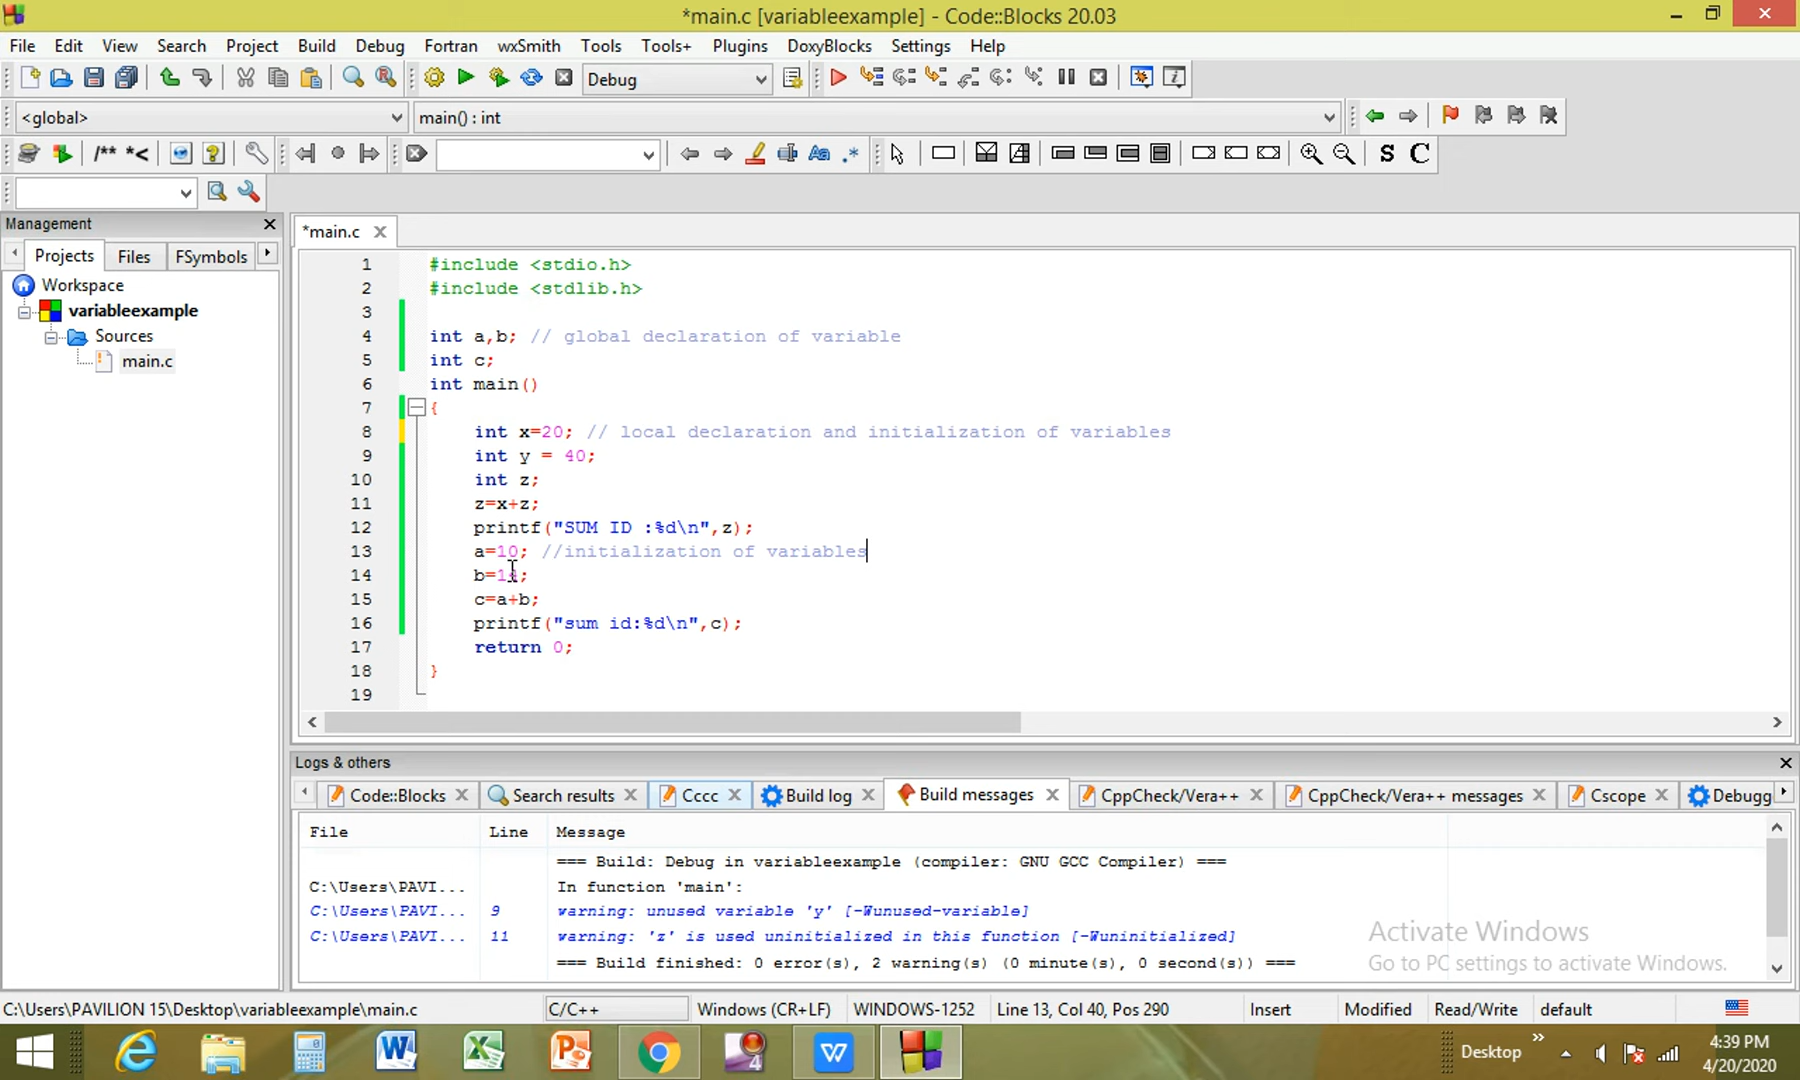 *main.c [variableexample] - Code::Blocks 20.03
File Edit View Search Project Build Debug Fortran wxSmith Tools Tools+ Plugins DoxyBlocks Settings Help
Debug
<global> main() : int
/** *< Aa .* S C
Management
Projects Files FSymbols
Workspace
variableexample
Sources
main.c
*main.c
1 #include <stdio.h>
2 #include <stdlib.h>
3
4 int a,b; // global declaration of variable
5 int c;
6 int main()
7 {
8 int x=20; // local declaration and initialization of variables
9 int y = 40;
10 int z;
11 z=x+z;
12 printf("SUM ID :%d\n",z);
13 a=10; //initialization of variables
14 b=1;
15 c=a+b;
16 printf("sum id:%d\n",c);
17 return 0;
18 }
19
Logs & others
Code::Blocks Search results Cccc Build log Build messages CppCheck/Vera++ CppCheck/Vera++ messages Cscope Debugg
File Line Message
=== Build: Debug in variableexample (compiler: GNU GCC Compiler) ===
C:\Users\PAVI... In function 'main':
C:\Users\PAVI... 9 warning: unused variable 'y' [-Wunused-variable]
C:\Users\PAVI... 11 warning: 'z' is used uninitialized in this function [-Wuninitialized]
=== Build finished: 0 error(s), 2 warning(s) (0 minute(s), 0 second(s)) ===
Activate Windows
Go to PC settings to activate Windows.
C:\Users\PAVILION 15\Desktop\variableexample\main.c C/C++ Windows (CR+LF) WINDOWS-1252 Line 13, Col 40, Pos 290 Insert Modified Read/Write default
Desktop
4:39 PM
4/20/2020